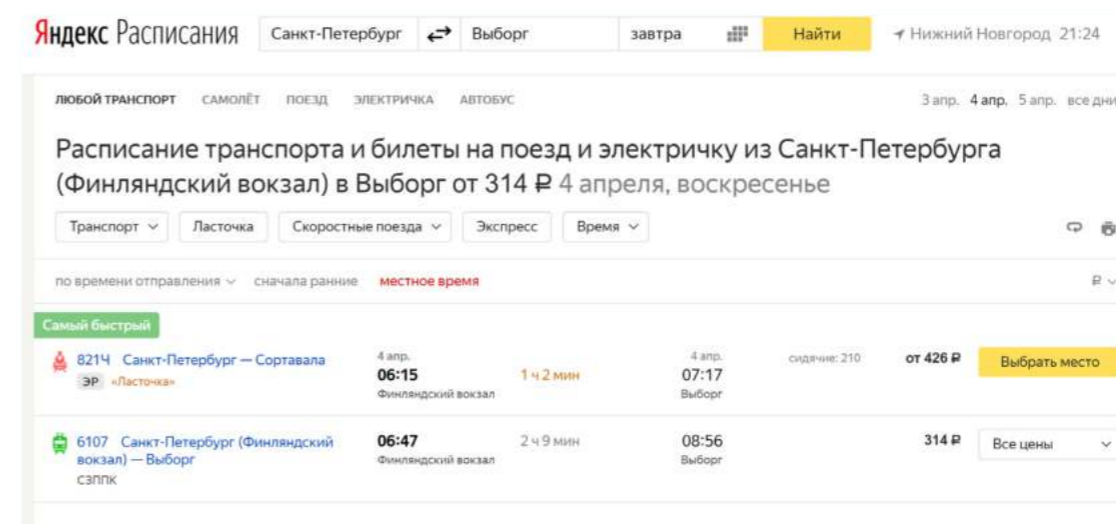 Яндекс Расписания Санкт-Петербург Выборг завтра Найти Нижний Новгород 21:24
ЛЮБОЙ ТРАНСПОРТ САМОЛЁТ ПОЕЗД ЭЛЕКТРИЧКА АВТОБУС 3 апр. 4 апр. 5 апр. все дни
Расписание транспорта и билеты на поезд и электричку из Санкт-Петербурга
(Финляндский вокзал) в Выборг от 314 ₽ 4 апреля, воскресенье
Транспорт Ласточка Скоростные поезда Экспресс Время
по времени отправления сначала ранние местное время ₽
Самый быстрый
4 апр. 4 апр.
821Ч Санкт-Петербург — Сортавала 06:15 1 ч 2 мин 07:17 сидячие: 210 от 426 ₽ Выбрать место
ЭР «Ласточка» Финляндский вокзал Выборг
6107 Санкт-Петербург (Финляндский 06:47 2 ч 9 мин 08:56 314 ₽ Все цены
вокзал) — Выборг Финляндский вокзал Выборг
СЗППК